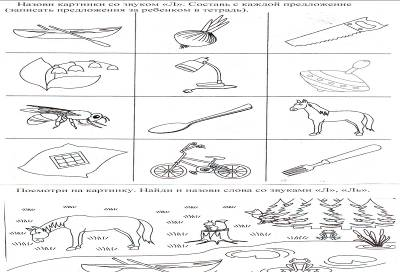 Назови картинки со звуком «Л». Составь с каждой предложение
(записать предложения за ребенком в тетрадь).
Посмотри на картинку. Найди и назови слова со звуками «Л», «Ль».